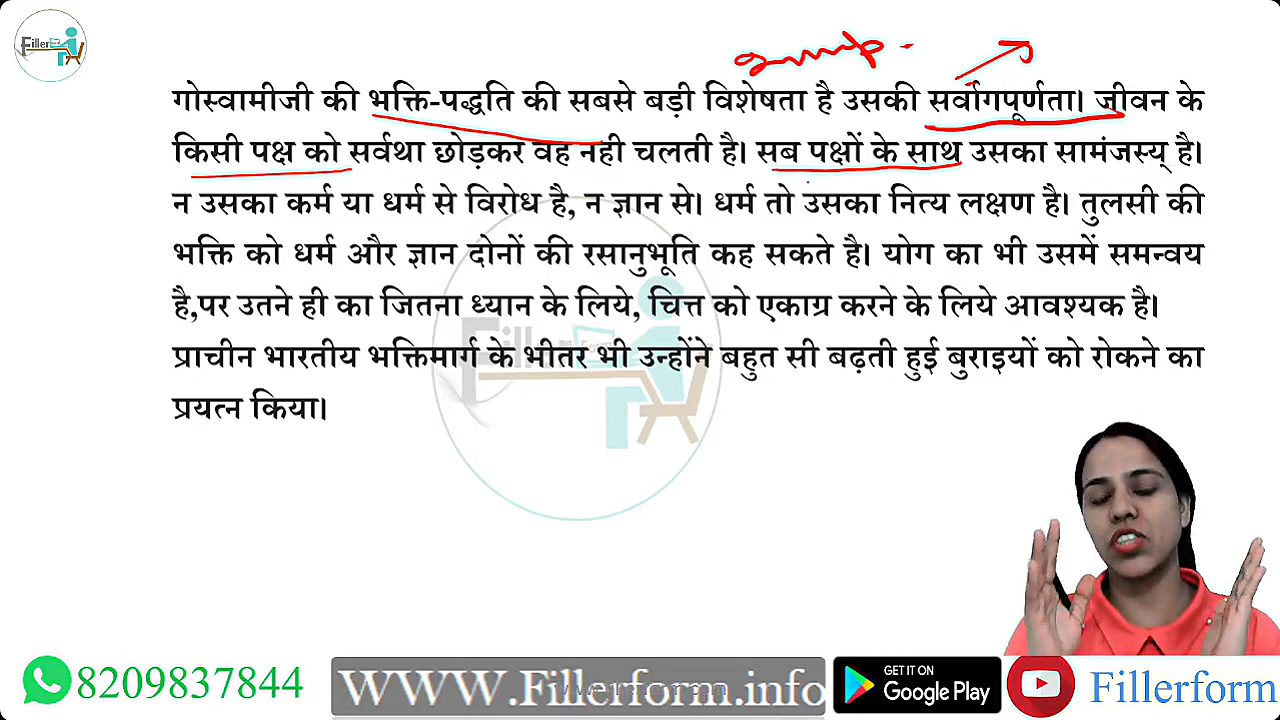 Filler
गोस्वामीजी की भक्ति-पद्धति की सबसे बड़ी विशेषता है उसकी सर्वांगपूर्णता। जीवन के
किसी पक्ष को सर्वथा छोड़कर वह नही चलती है। सब पक्षों के साथ उसका सामंजस्य् है।
न उसका कर्म या धर्म से विरोध है, न ज्ञान से। धर्म तो उसका नित्य लक्षण है। तुलसी की
भक्ति को धर्म और ज्ञान दोनों की रसानुभूति कह सकते है। योग का भी उसमें समन्वय
है,पर उतने ही का जितना ध्यान के लिये, चित्त को एकाग्र करने के लिये आवश्यक है।
प्राचीन भारतीय भक्तिमार्ग के भीतर भी उन्होंने बहुत सी बढ़ती हुई बुराइयों को रोकने का
प्रयत्न किया।
8209837844
www.Fillerform.info
GET IT ON
Google Play
Fillerform